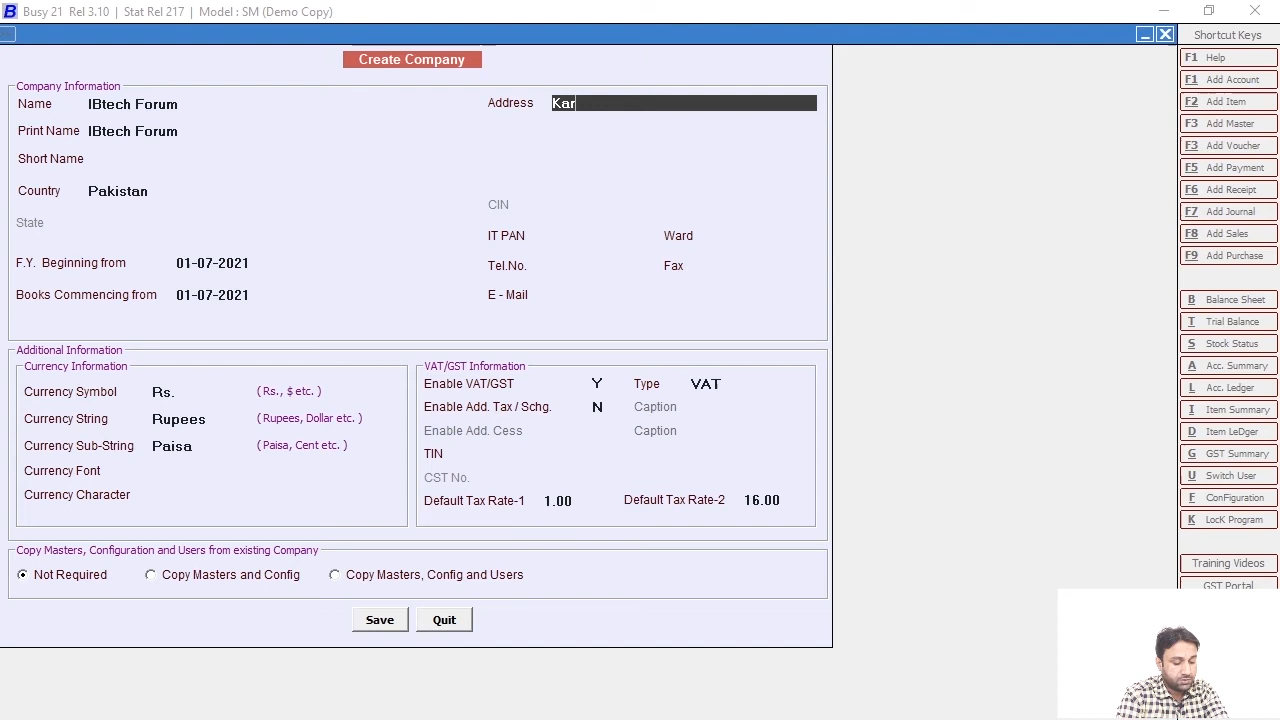 Busy 21 Rel 3.10 | Stat Rel 217 | Model : SM (Demo Copy)
Create Company
Company Information
Name IBtech Forum
Print Name IBtech Forum
Short Name
Country Pakistan
State
F.Y. Beginning from 01-07-2021
Books Commencing from 01-07-2021
Address Kar
CIN
IT PAN Ward
Tel.No. Fax
E - Mail
Additional Information
Currency Information
Currency Symbol Rs. (Rs., $ etc. )
Currency String Rupees (Rupees, Dollar etc. )
Currency Sub-String Paisa (Paisa, Cent etc. )
Currency Font
Currency Character
VAT/GST Information
Enable VAT/GST Y Type VAT
Enable Add. Tax / Schg. N Caption
Enable Add. Cess Caption
TIN
CST No.
Default Tax Rate-1 1.00 Default Tax Rate-2 16.00
Copy Masters, Configuration and Users from existing Company
Not Required Copy Masters and Config Copy Masters, Config and Users
Save Quit
Shortcut Keys
F1 Help
F1 Add Account
F2 Add Item
F3 Add Master
F3 Add Voucher
F5 Add Payment
F6 Add Receipt
F7 Add Journal
F8 Add Sales
F9 Add Purchase
B Balance Sheet
T Trial Balance
S Stock Status
A Acc. Summary
L Acc. Ledger
I Item Summary
D Item LeDger
G GST Summary
U Switch User
F ConFiguration
K LocK Program
Training Videos
GST Portal